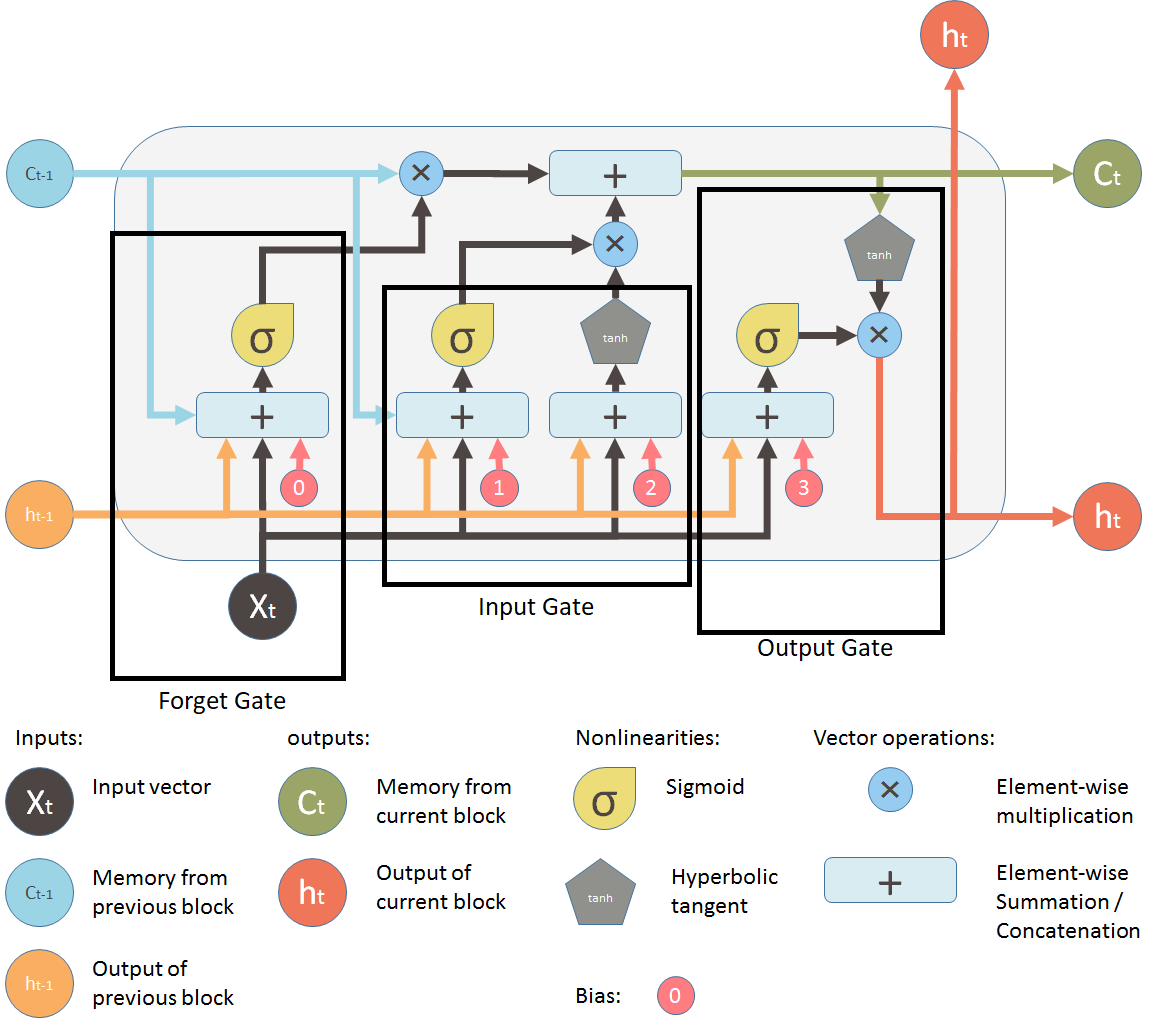 ht
Ct-1
×
+
Ct
×
tanh
σ
σ
tanh
σ
×
+
+
+
+
0
1
2
3
ht-1
ht
Xt
Input Gate
Output Gate
Forget Gate
Inputs:
outputs:
Nonlinearities:
Vector operations:
Xt
Input vector
Ct
Memory from
current block
σ
Sigmoid
×
Element-wise
multiplication
Ct-1
Memory from
previous block
ht
Output of
current block
tanh
Hyperbolic
tangent
+
Element-wise
Summation /
Concatenation
ht-1
Output of
previous block
Bias:
0